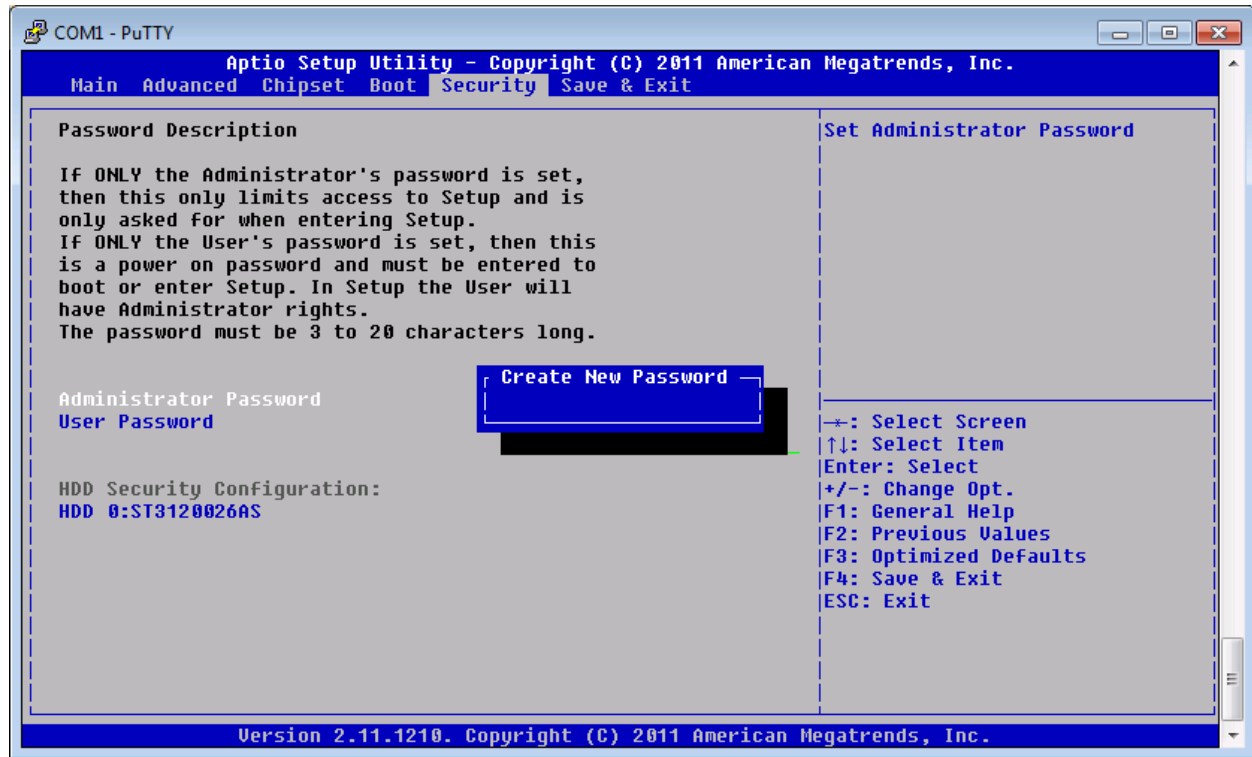 COM1 - PuTTY
Aptio Setup Utility - Copyright (C) 2011 American Megatrends, Inc.
Main Advanced Chipset Boot Security Save & Exit
Password Description
If ONLY the Administrator's password is set,
then this only limits access to Setup and is
only asked for when entering Setup.
If ONLY the User's password is set, then this
is a power on password and must be entered to
boot or enter Setup. In Setup the User will
have Administrator rights.
The password must be 3 to 20 characters long.
Create New Password
Administrator Password
User Password
HDD Security Configuration:
HDD 0:ST3120026AS
Set Administrator Password
→←: Select Screen
↑↓: Select Item
Enter: Select
+/-: Change Opt.
F1: General Help
F2: Previous Values
F3: Optimized Defaults
F4: Save & Exit
ESC: Exit
Version 2.11.1210. Copyright (C) 2011 American Megatrends, Inc.